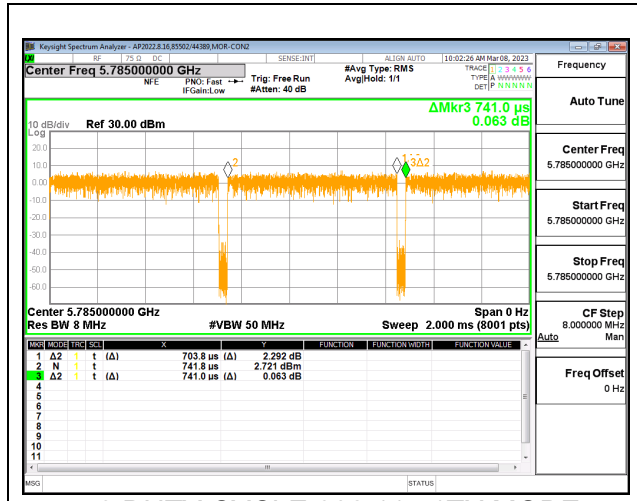 Keysight Spectrum Analyzer - AP2022.8.16,85502/44389,MOR-CON2
RF 75 Ω DC SENSE:INT ALIGN AUTO 10:02:26 AM Mar 08, 2023
Center Freq 5.785000000 GHz
NFE
PNO: Fast
IFGain:Low
Trig: Free Run
#Atten: 40 dB
#Avg Type: RMS
Avg|Hold: 1/1
TRACE 1 2 3 4 5 6
TYPE A WWWWW
DET P N N N N N
ΔMkr3 741.0 µs
0.063 dB
10 dB/div Ref 30.00 dBm
Log
20.0
10.0
0.00
-10.0
-20.0
-30.0
-40.0
-50.0
-60.0
2
3Δ2
Center 5.785000000 GHz Span 0 Hz
Res BW 8 MHz #VBW 50 MHz Sweep 2.000 ms (8001 pts)
MKR MODE TRC SCL X Y FUNCTION FUNCTION WIDTH FUNCTION VALUE
1 Δ2 1 t (Δ) 703.8 µs (Δ) 2.292 dB
2 N 1 t 741.8 µs 2.721 dBm
3 Δ2 1 t (Δ) 741.0 µs (Δ) 0.063 dB
4
5
6
7
8
9
10
11
MSG STATUS
Frequency
Auto Tune
Center Freq
5.785000000 GHz
Start Freq
5.785000000 GHz
Stop Freq
5.785000000 GHz
CF Step
8.000000 MHz
Auto Man
Freq Offset
0 Hz